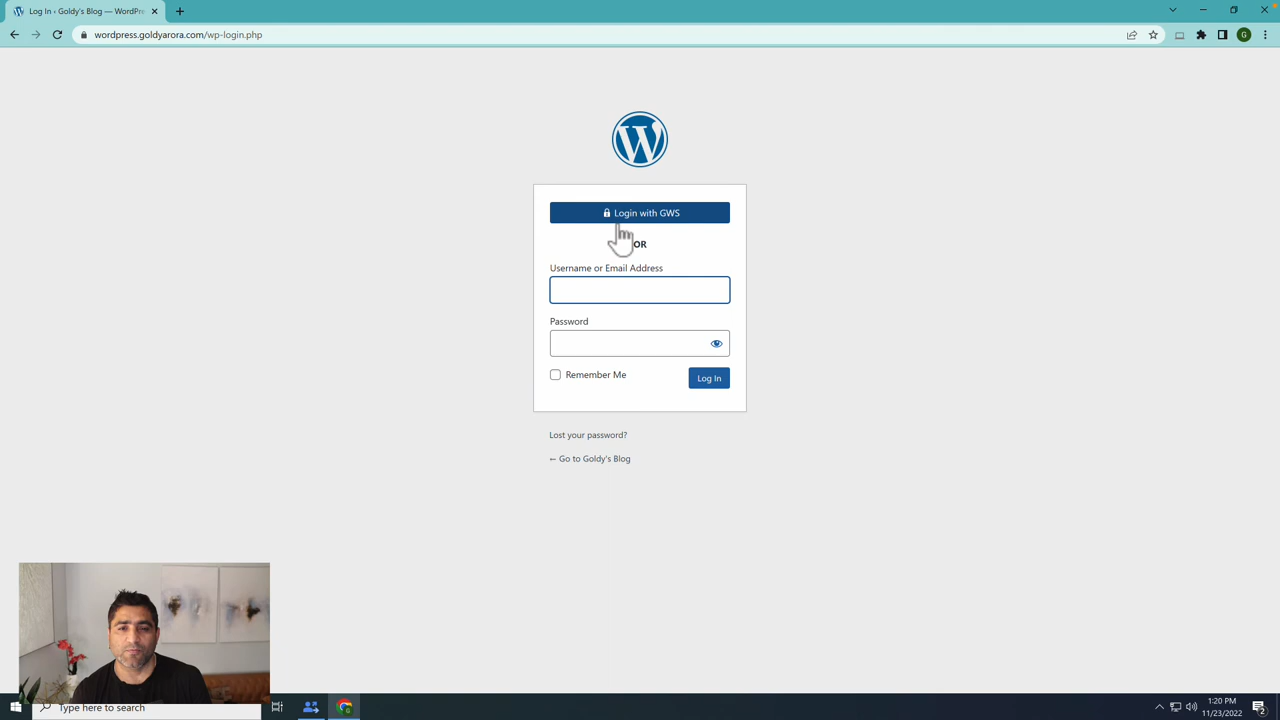 Log In ‹ Goldy's Blog — WordPre
wordpress.goldyarora.com/wp-login.php
G
Login with GWS
OR
Username or Email Address
Password
Remember Me
Log In
Lost your password?
← Go to Goldy's Blog
Type here to search
1:20 PM
11/23/2022
2